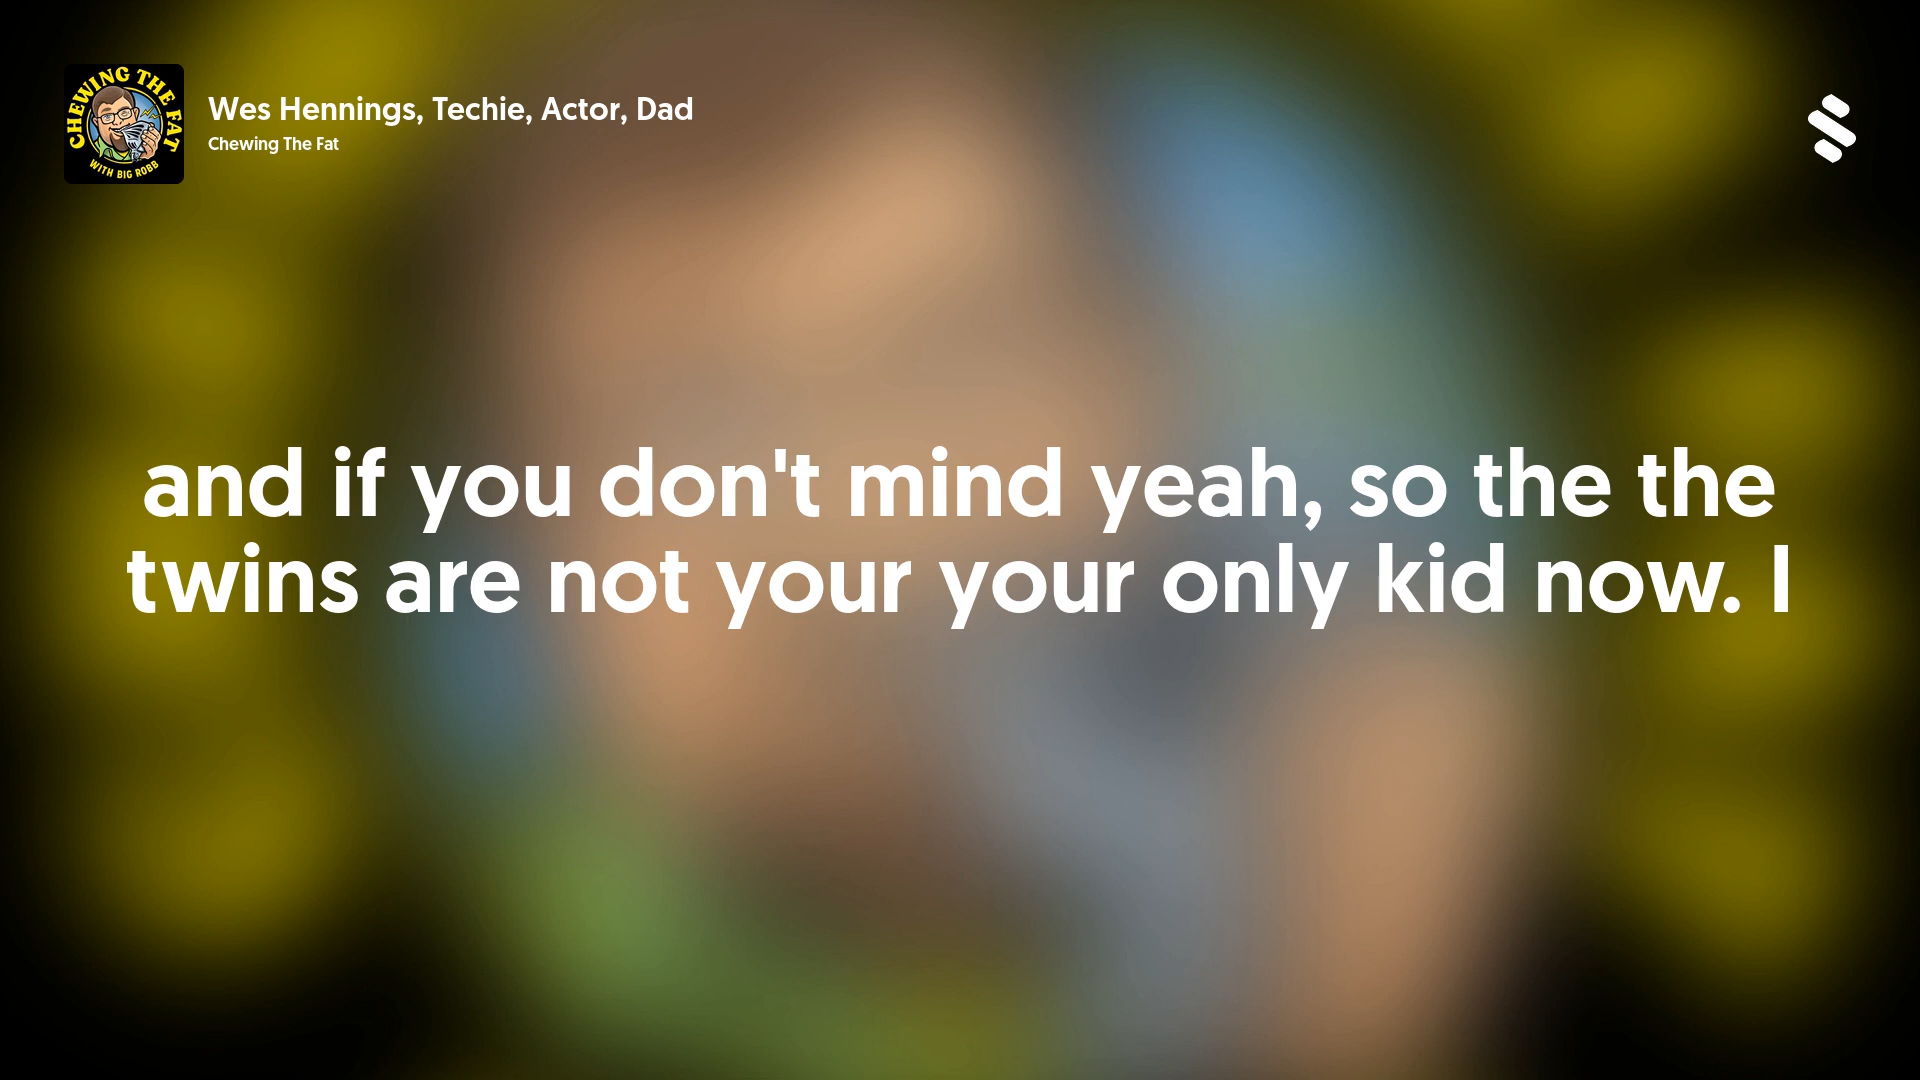 CHEWING THE FAT
WITH BIG ROBB
Wes Hennings, Techie, Actor, Dad
Chewing The Fat
and if you don't mind yeah, so the the
twins are not your your only kid now. I